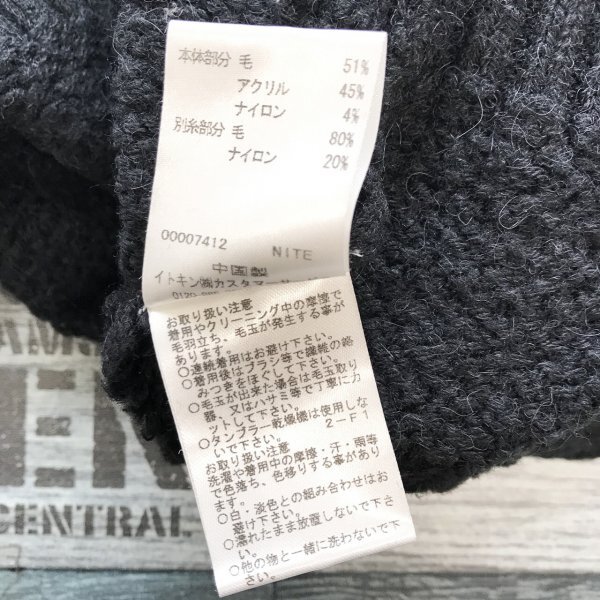 本体部分 毛 51%
アクリル 45%
ナイロン 4%
別糸部分 毛 80%
ナイロン 20%
00007412 NITE
中国製
イトキン㈱カスタマー
0120-
お取り扱い注意
着用やクリーニング中の摩擦で
毛羽立ち、毛玉が発生する事が
あります。
○連続着用はお避け下さい。
○着用後はブラシ等で繊維の絡
みつきをほぐして下さい。
○毛玉が出来た場合は毛玉取り
器、又はハサミ等で丁寧にカ
ットして下さい。
○タンブラー乾燥機は使用しな
いで下さい。 2-F1
お取り扱い注意
洗濯や着用中の摩擦・汗・雨等
で色落ち、色移りする事があり
ます。
○白・淡色との組み合わせはお
避け下さい。
○濡れたまま放置しないで下さ
い。
○他の物と一緒に洗わないで下
さい。
CENTRAL